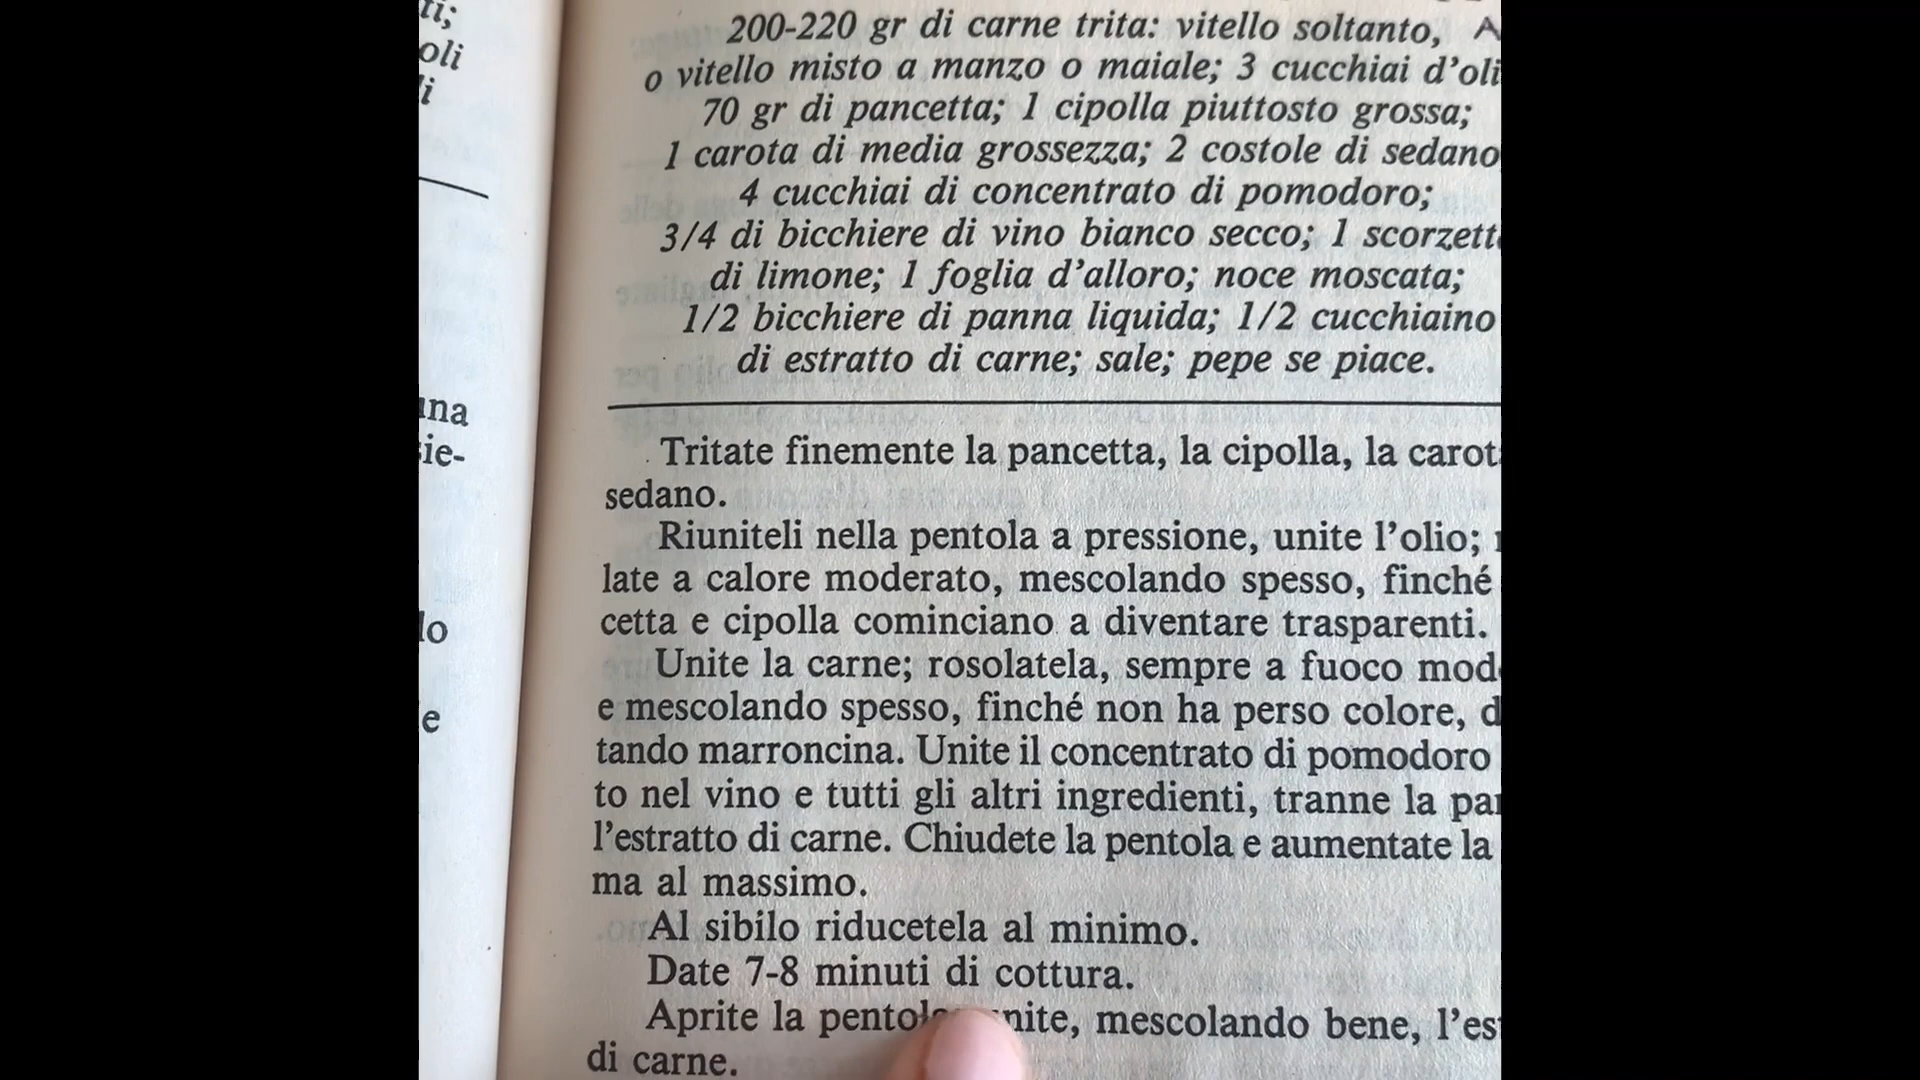 ti;
oli
una
sie-
lo
e
200-220 gr di carne trita: vitello soltanto,
o vitello misto a manzo o maiale; 3 cucchiai d'oli
70 gr di pancetta; 1 cipolla piuttosto grossa;
1 carota di media grossezza; 2 costole di sedano
4 cucchiai di concentrato di pomodoro;
3/4 di bicchiere di vino bianco secco; 1 scorzett
di limone; 1 foglia d'alloro; noce moscata;
1/2 bicchiere di panna liquida; 1/2 cucchiaino
di estratto di carne; sale; pepe se piace.
Tritate finemente la pancetta, la cipolla, la carot
sedano.
Riuniteli nella pentola a pressione, unite l'olio;
late a calore moderato, mescolando spesso, finché
cetta e cipolla cominciano a diventare trasparenti.
Unite la carne; rosolatela, sempre a fuoco mod
e mescolando spesso, finché non ha perso colore, d
tando marroncina. Unite il concentrato di pomodoro
to nel vino e tutti gli altri ingredienti, tranne la pa
l'estratto di carne. Chiudete la pentola e aumentate la
ma al massimo.
Al sibilo riducetela al minimo.
Date 7-8 minuti di cottura.
Aprite la pentola unite, mescolando bene, l'es
di carne.